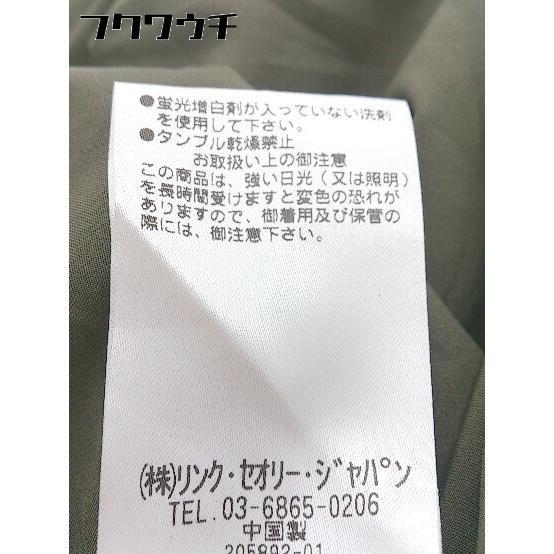 フクワウチ
●蛍光増白剤が入っていない洗剤
を使用して下さい。
●タンブル乾燥禁止
お取扱い上の御注意
この商品は、強い日光（又は照明）
を長時間受けますと変色の恐れが
ありますので、御着用及び保管の
際には、御注意下さい。
(株)リンク・セオリー・ジャパン
TEL.03-6865-0206
中国製
205892-01